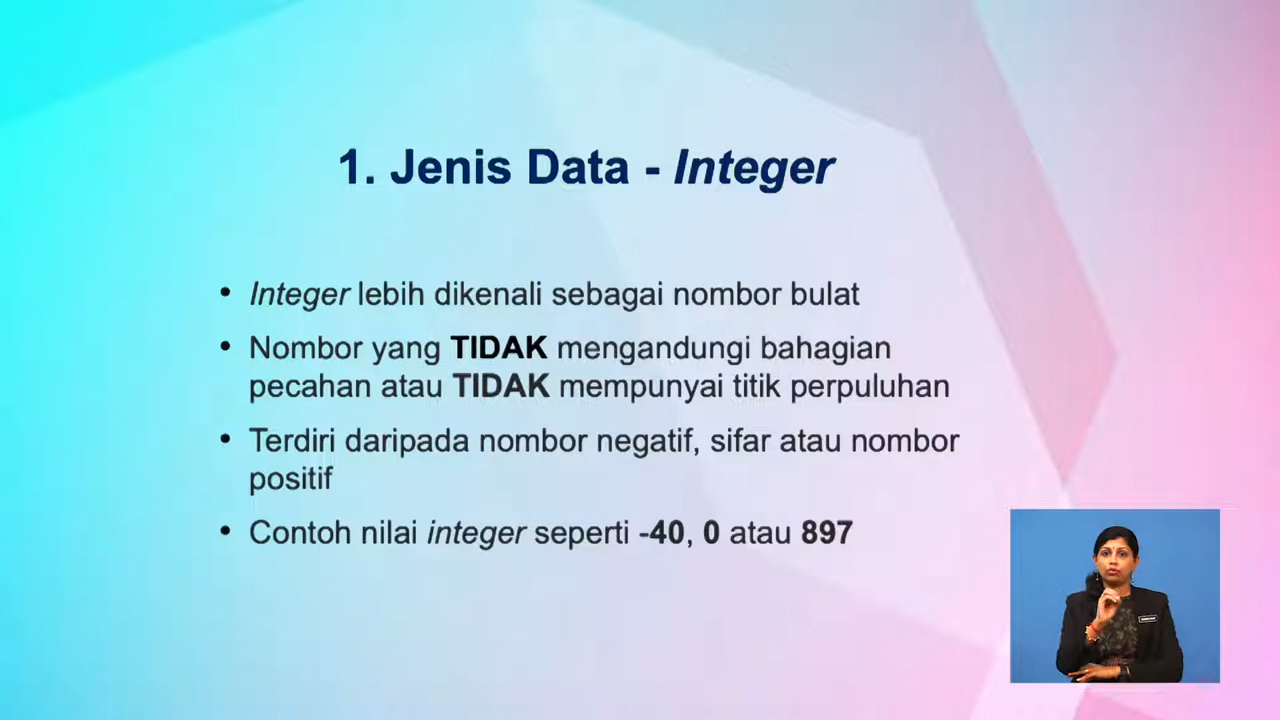 1. Jenis Data - Integer
• Integer lebih dikenali sebagai nombor bulat
• Nombor yang TIDAK mengandungi bahagian
pecahan atau TIDAK mempunyai titik perpuluhan
• Terdiri daripada nombor negatif, sifar atau nombor
positif
• Contoh nilai integer seperti -40, 0 atau 897